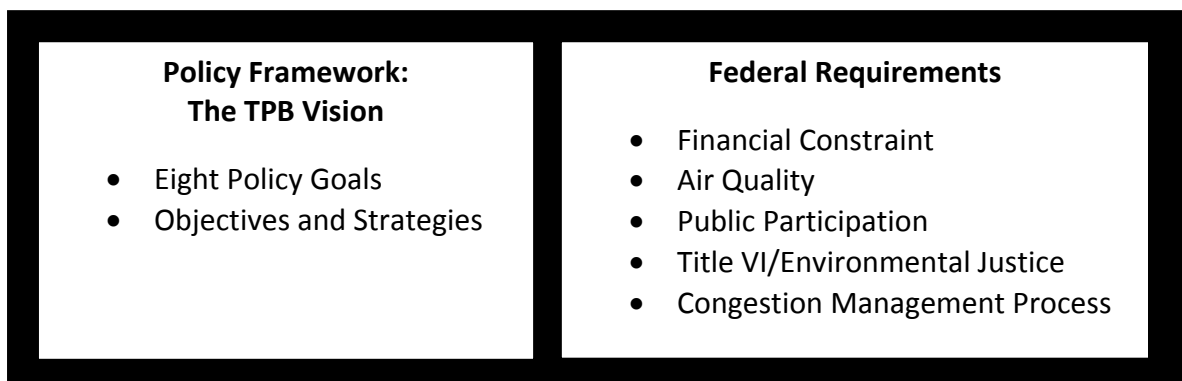 Policy Framework:
The TPB Vision
• Eight Policy Goals
• Objectives and Strategies
Federal Requirements
• Financial Constraint
• Air Quality
• Public Participation
• Title VI/Environmental Justice
• Congestion Management Process